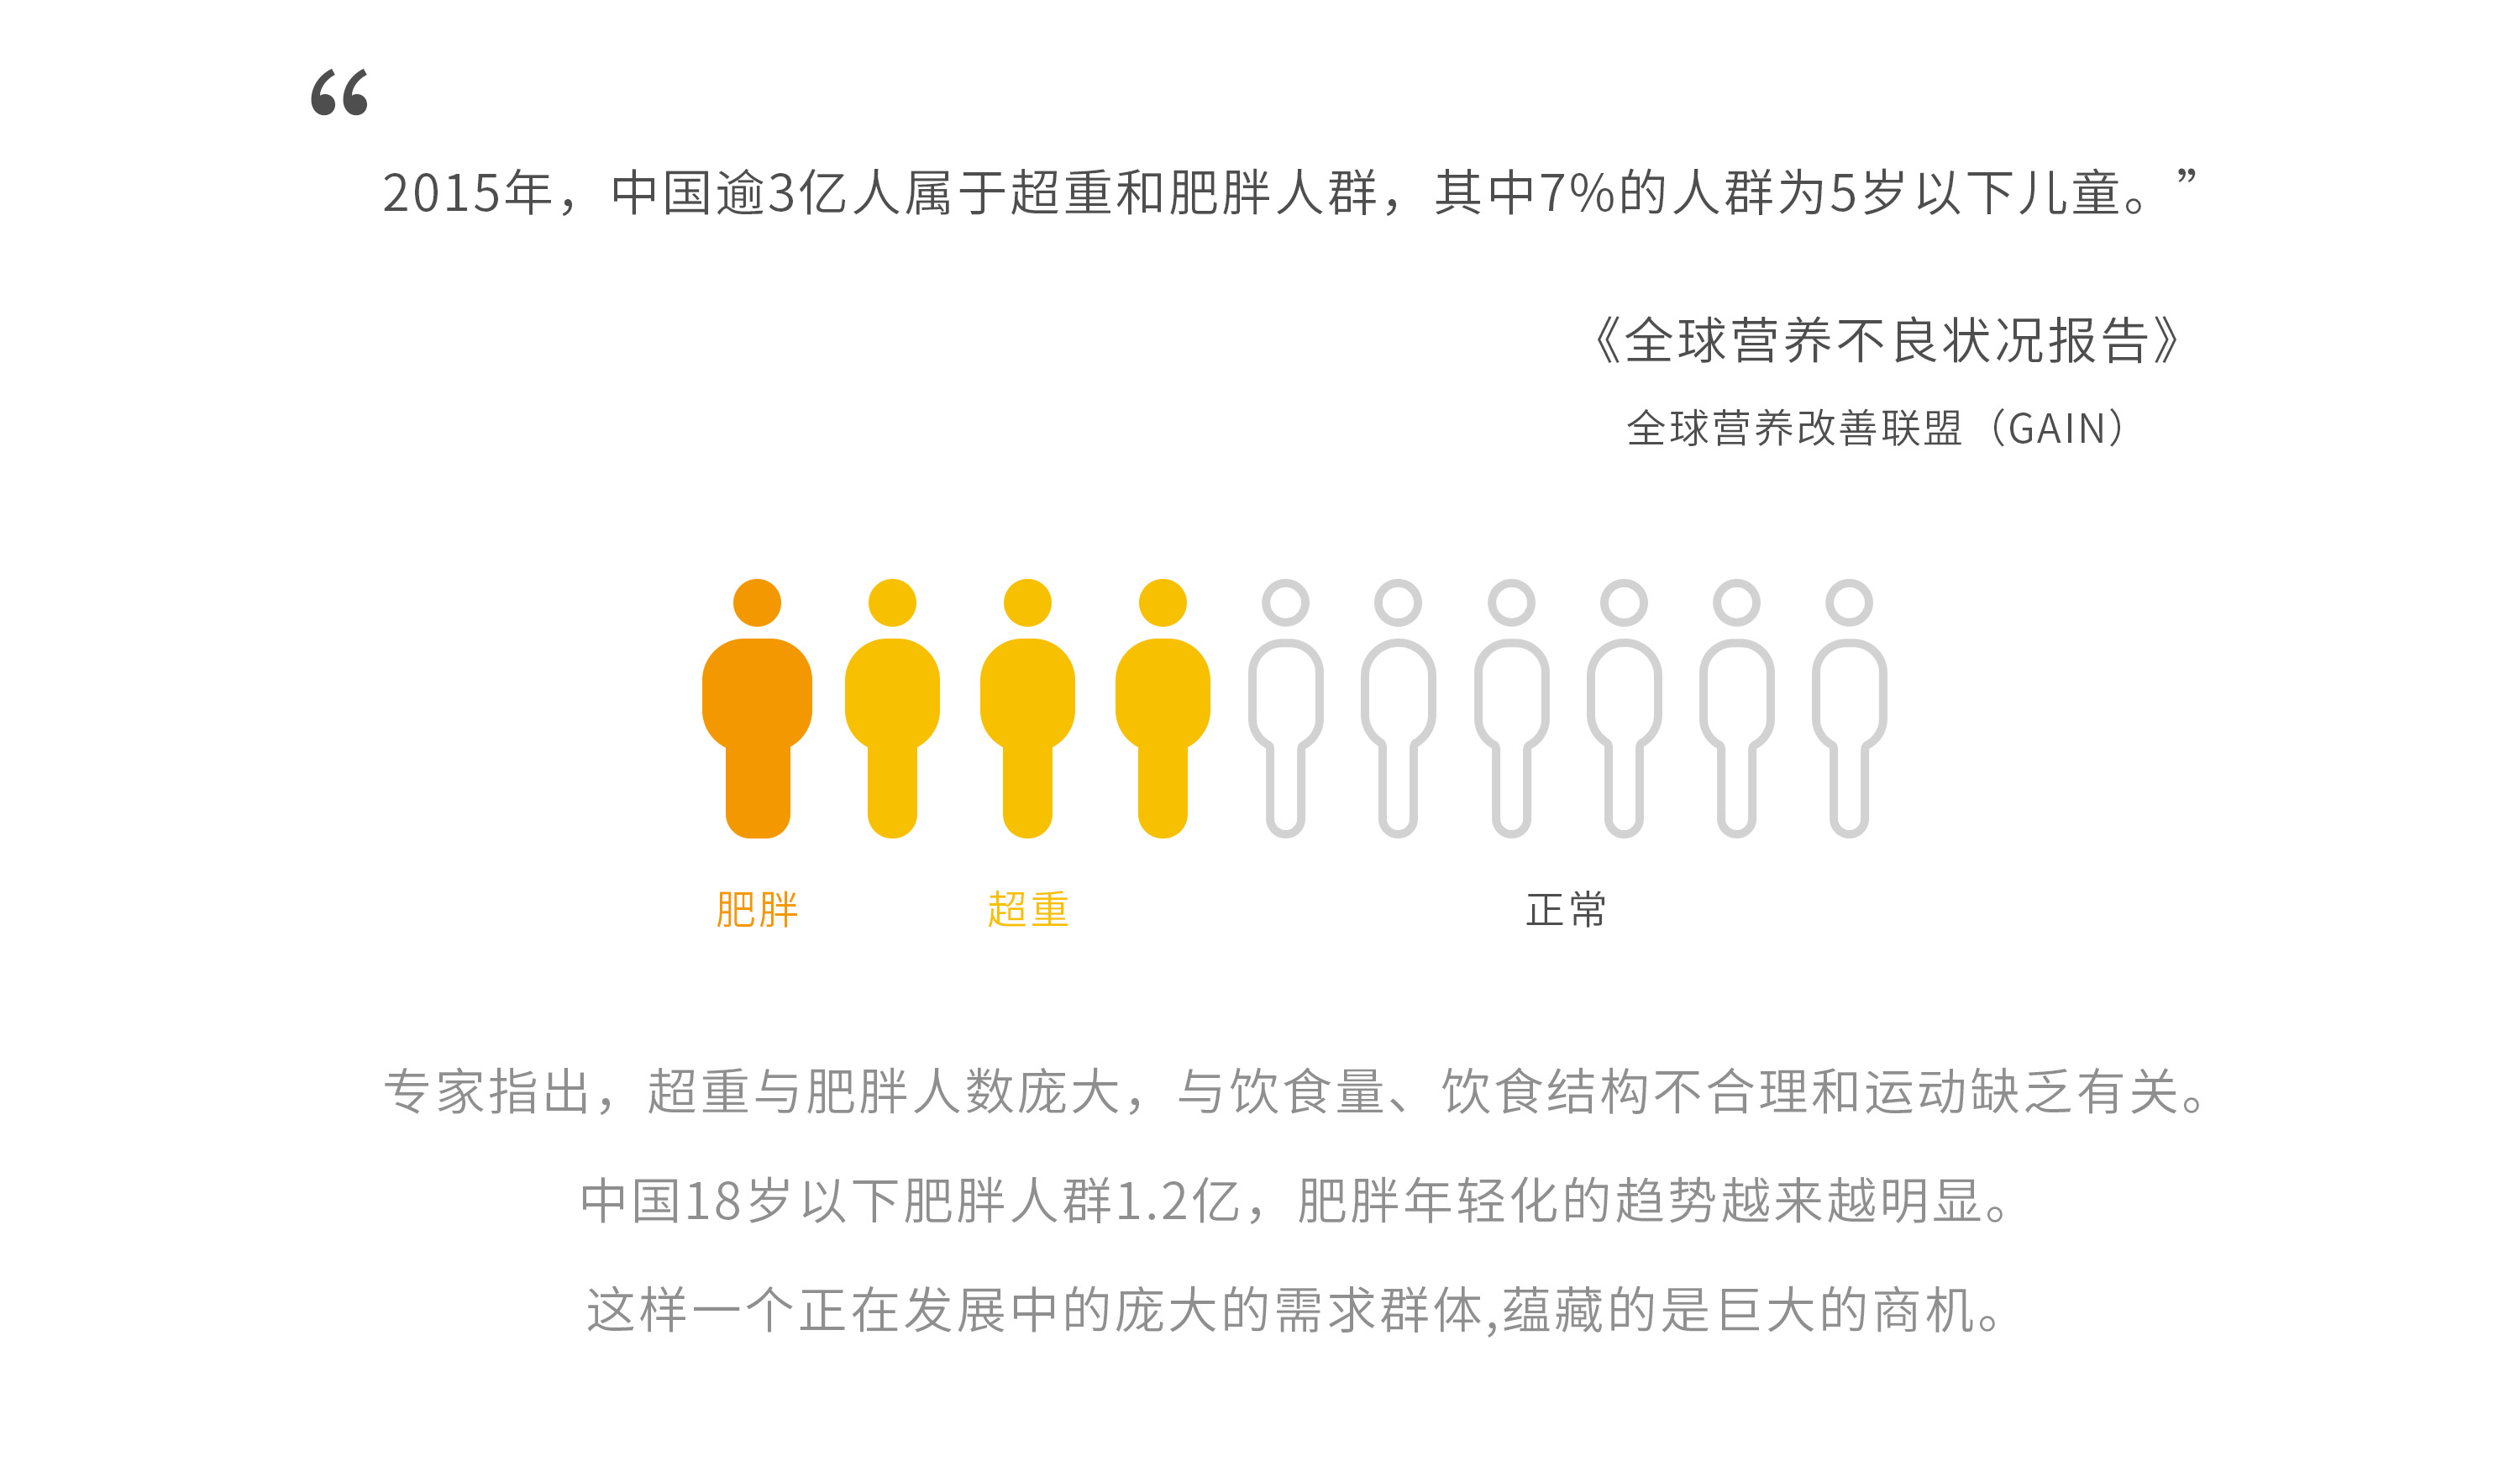 “
2015年，中国逾3亿人属于超重和肥胖人群，其中7%的人群为5岁以下儿童。”
《全球营养不良状况报告》
全球营养改善联盟（GAIN）
肥胖 超重 正常
专家指出，超重与肥胖人数庞大，与饮食量、饮食结构不合理和运动缺乏有关。
中国18岁以下肥胖人群1.2亿，肥胖年轻化的趋势越来越明显。
这样一个正在发展中的庞大的需求群体,蕴藏的是巨大的商机。